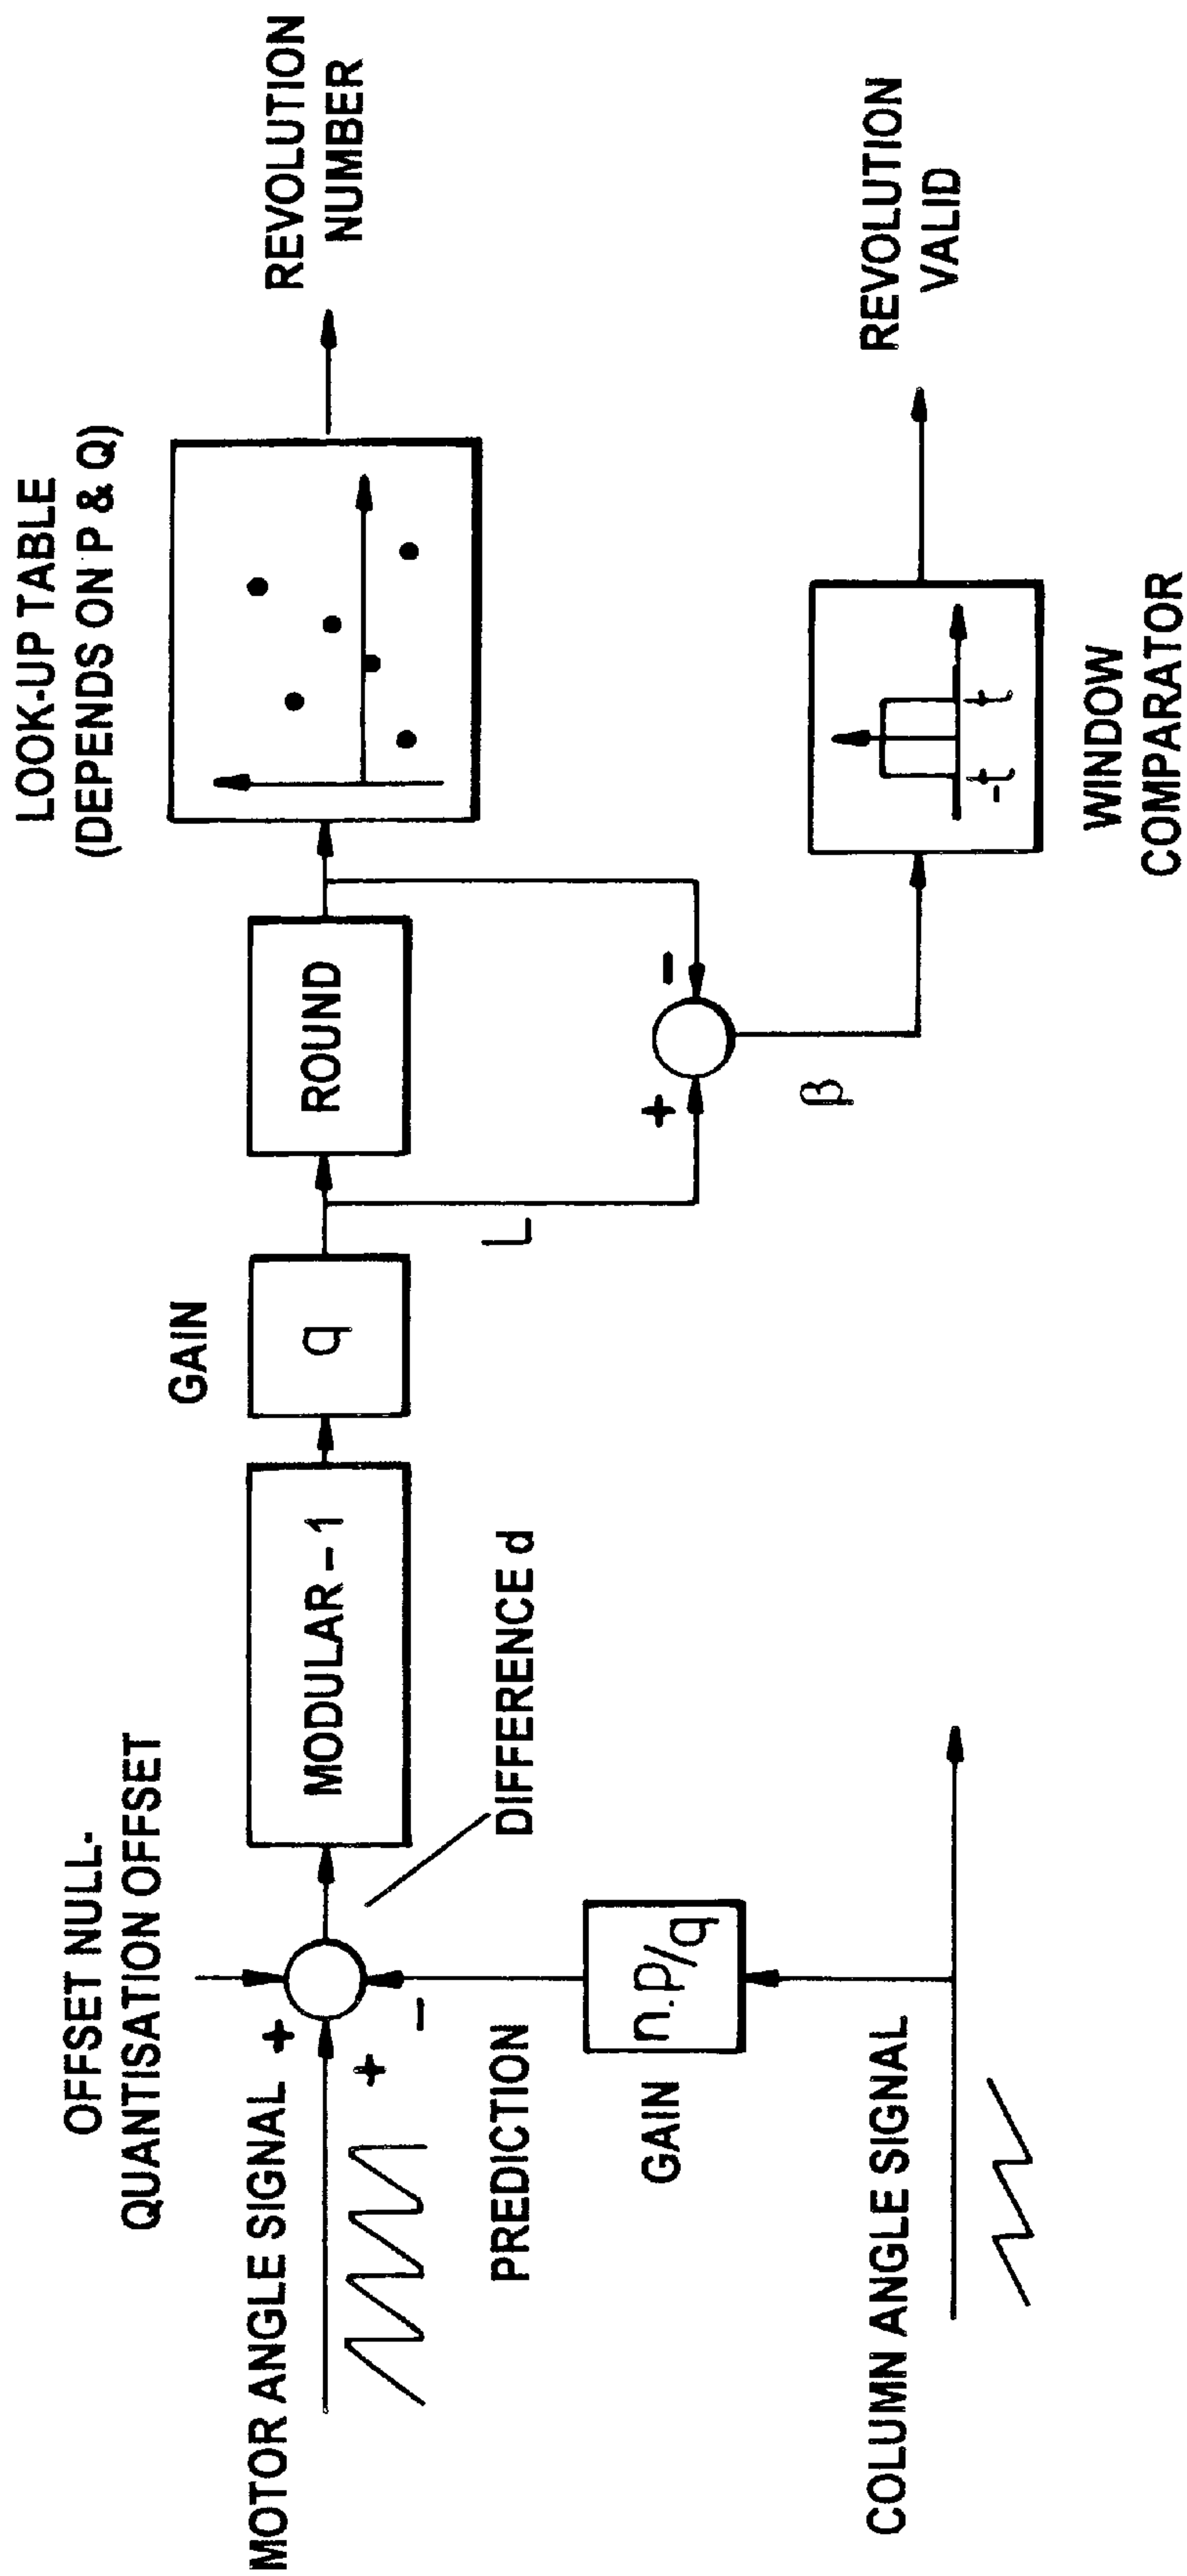 OFFSET NULL-
QUANTISATION OFFSET
MOTOR ANGLE SIGNAL
+
+
-
PREDICTION
GAIN
n.p/q
COLUMN ANGLE SIGNAL
DIFFERENCE d
MODULAR-1
GAIN
q
L
ROUND
+
-
β
LOOK-UP TABLE
(DEPENDS ON P & Q)
REVOLUTION
NUMBER
-t
t
WINDOW
COMPARATOR
REVOLUTION
VALID